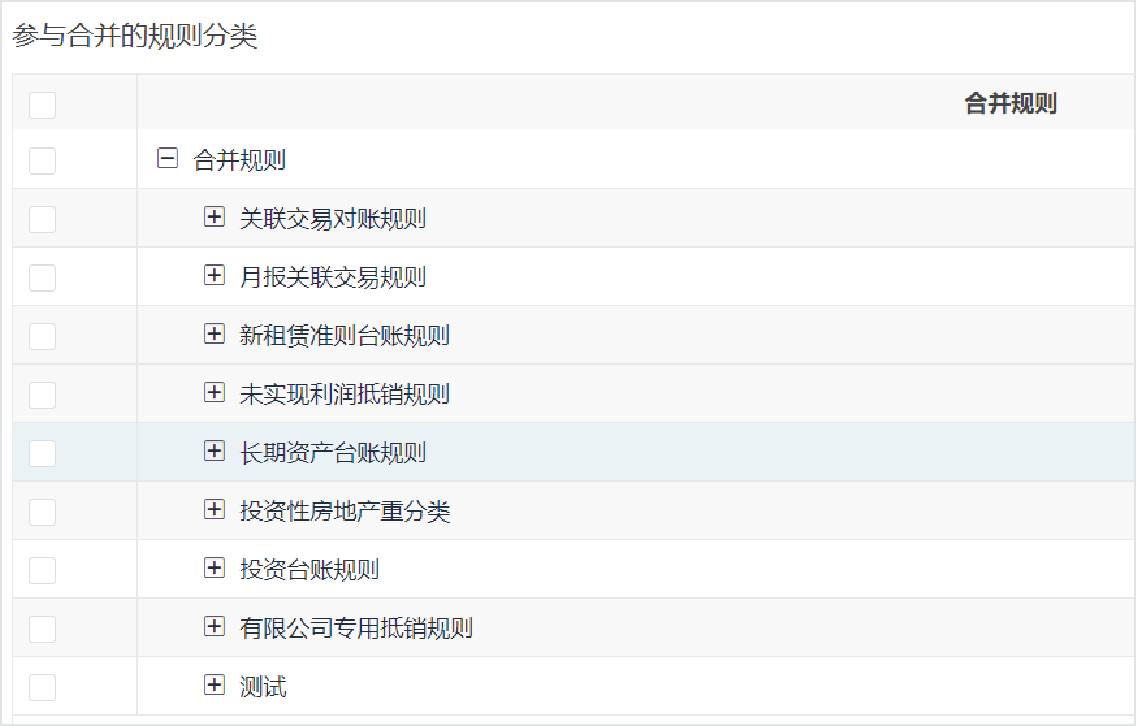 参与合并的规则分类
合并规则
合并规则
关联交易对账规则
月报关联交易规则
新租赁准则台账规则
未实现利润抵销规则
长期资产台账规则
投资性房地产重分类
投资台账规则
有限公司专用抵销规则
测试